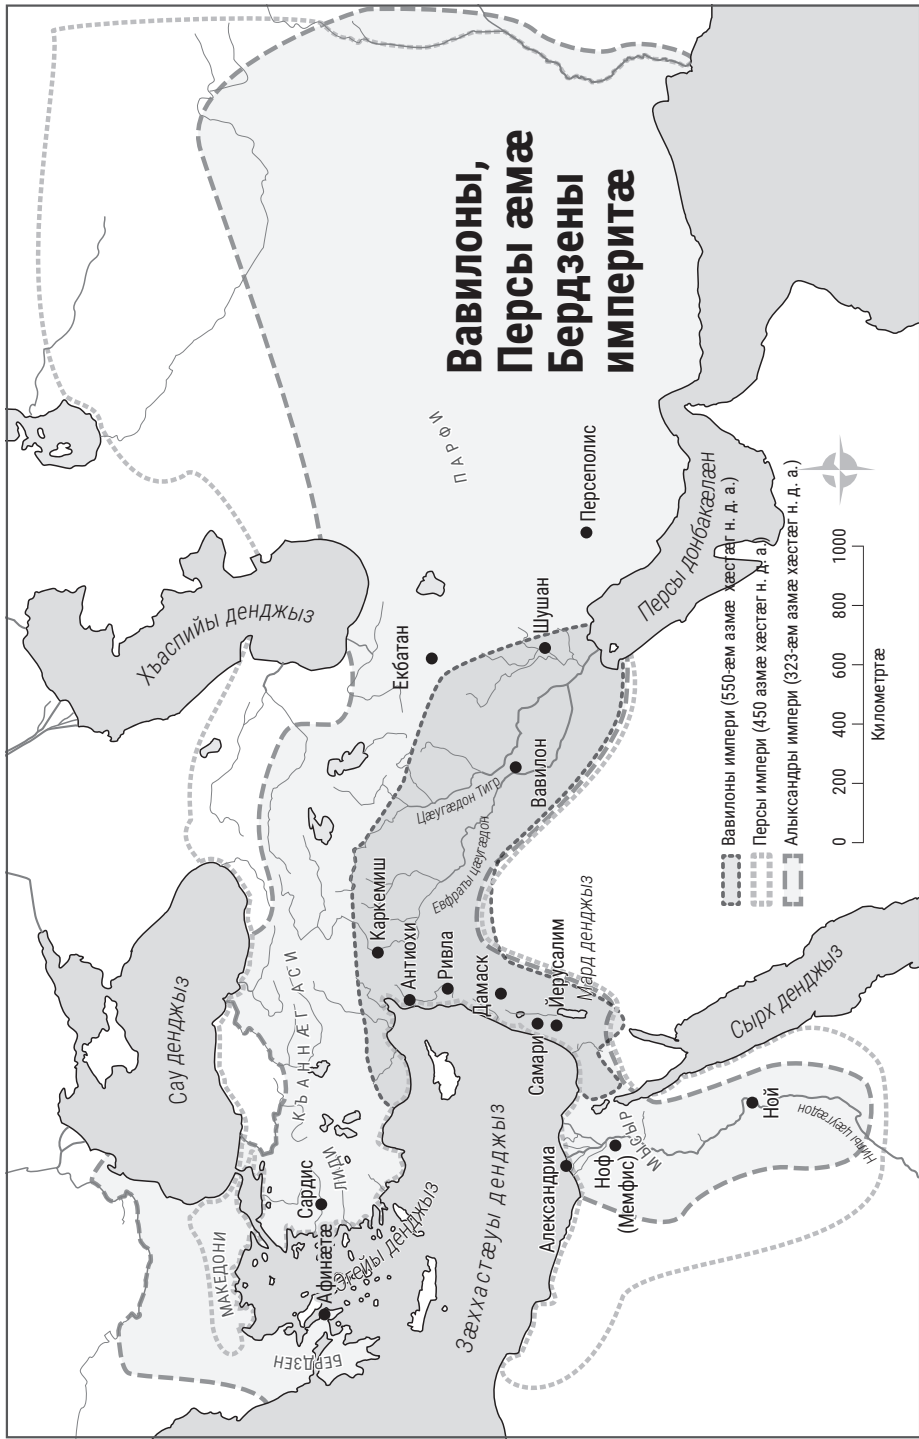 Вавилоны,
Персы æмæ
Бердзены
империтæ
МАКЕДОНИ
БЕРДЗЕН
Афинæтæ
Эгейы денджыз
Сардис
ЛИДИ
Сау денджыз
КЪАННÆГ АСИ
Хъаспийы денджыз
Зæххастæуы денджыз
Каркемиш
Антиохи
Ривла
Дамаск
Самари
Йерусалим
Мард денджыз
Евфраты цæугæдон
Цæугæдон Тигр
Вавилон
Екбатан
Шушан
Персеполис
ПАРФИ
Персы донбакæлæн
Александриа
Ноф
(Мемфис)
МЫСЫР
Ной
Нилы цæугæдон
Сырх денджыз
Вавилоны импери (550-æм азмæ хæстæг н. д. а.)
Персы импери (450 азмæ хæстæг н. д. а.)
Алыксандры импери (323-æм азмæ хæстæг н. д. а.)
0 200 400 600 800 1000
Километртæ